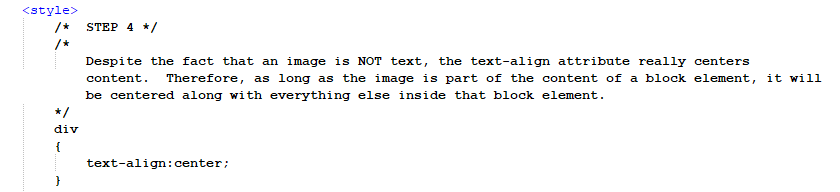 <style>
/*  STEP 4 */
/*
Despite the fact that an image is NOT text, the text-align attribute really centers
content.  Therefore, as long as the image is part of the content of a block element, it will
be centered along with everything else inside that block element.
*/
div
{
text-align:center;
}